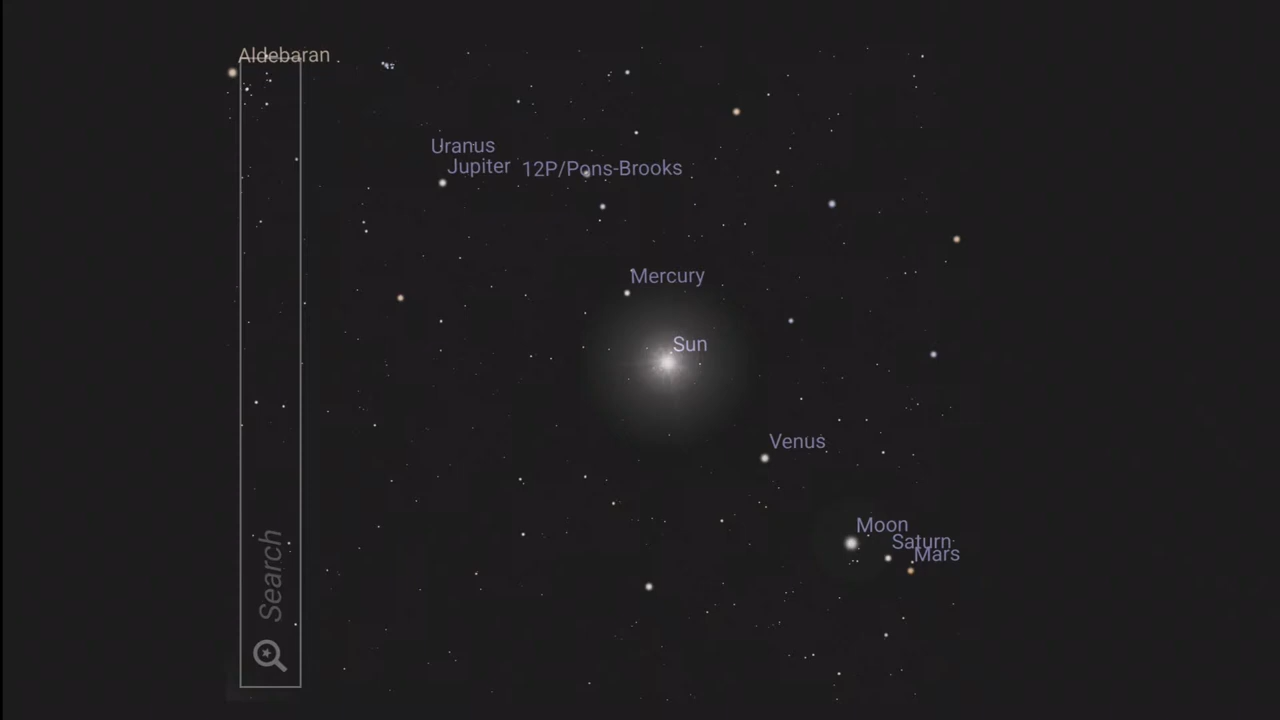 Aldebaran
Uranus
Jupiter
12P/Pons-Brooks
Mercury
Sun
Venus
Moon
Saturn
Mars
Search